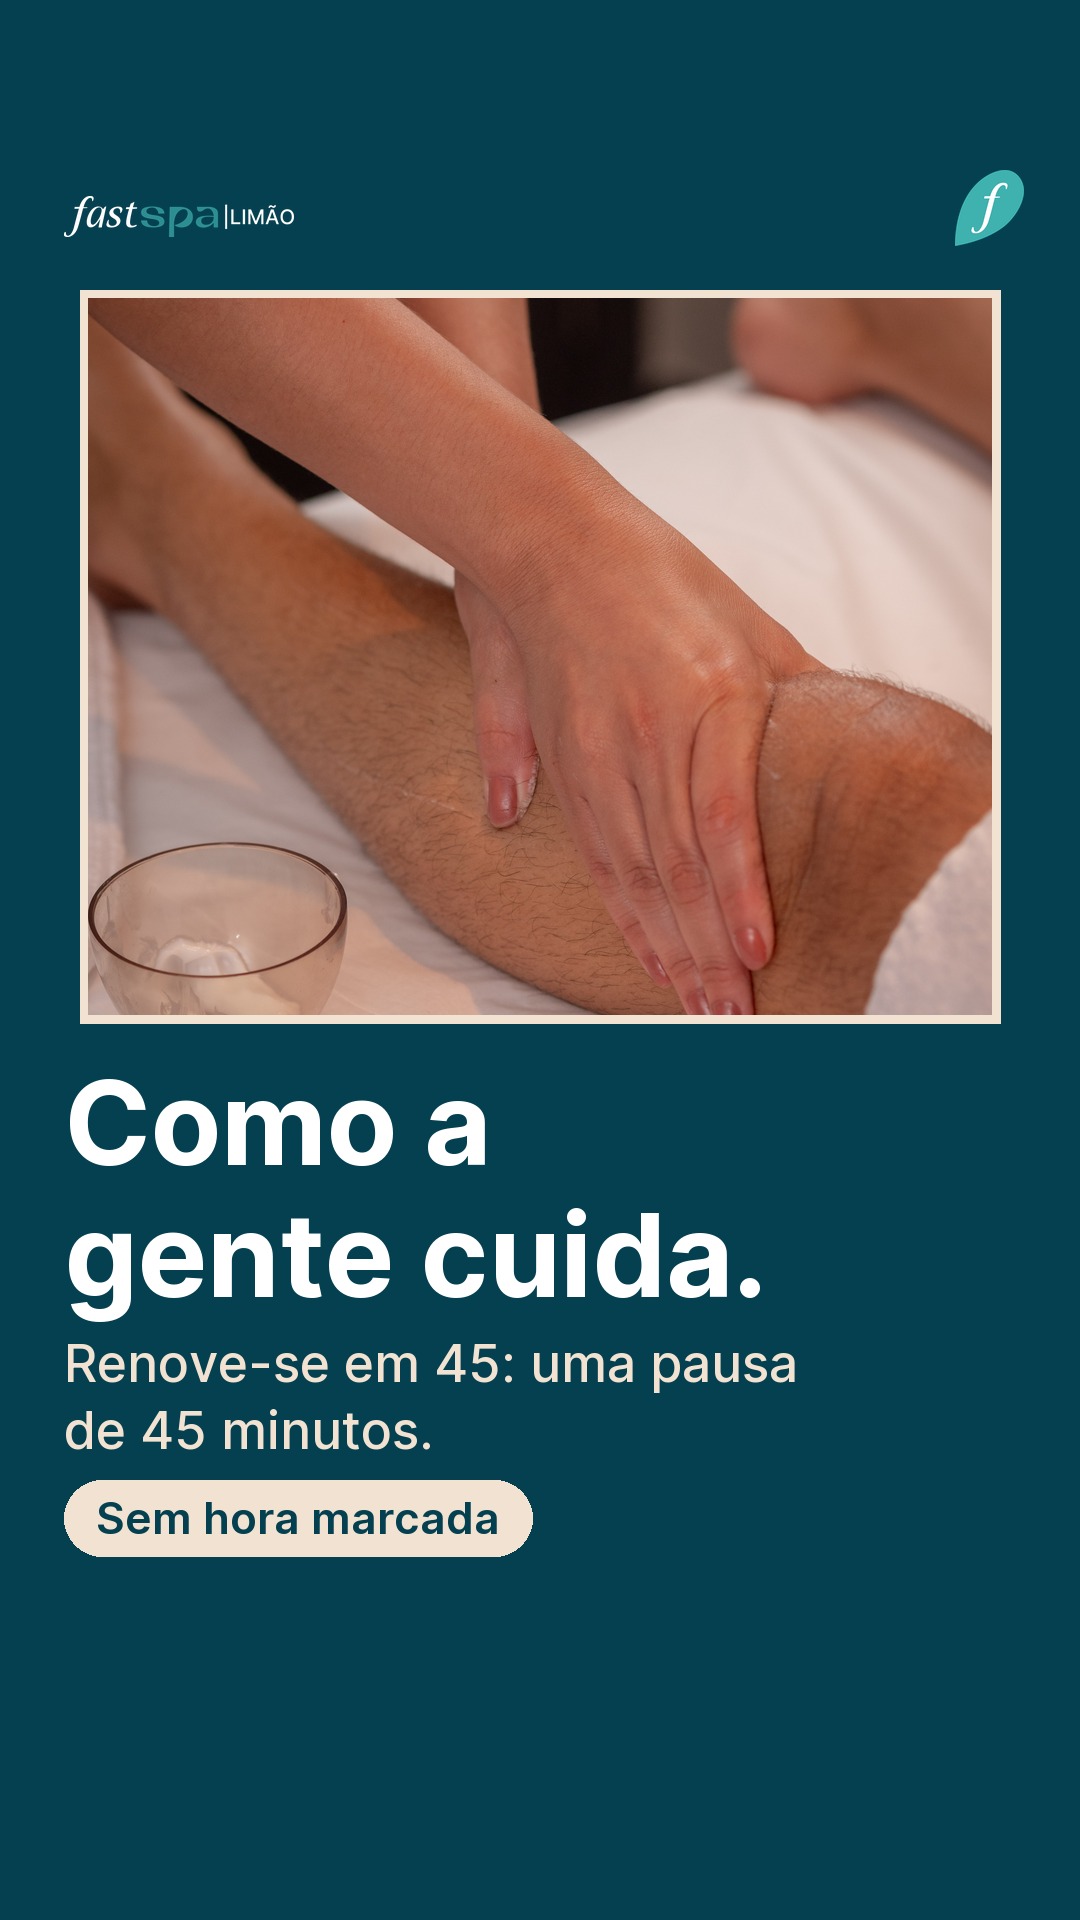 fastspa|LIMÃO
f
Como a
gente cuida.
Renove-se em 45: uma pausa
de 45 minutos.
Sem hora marcada